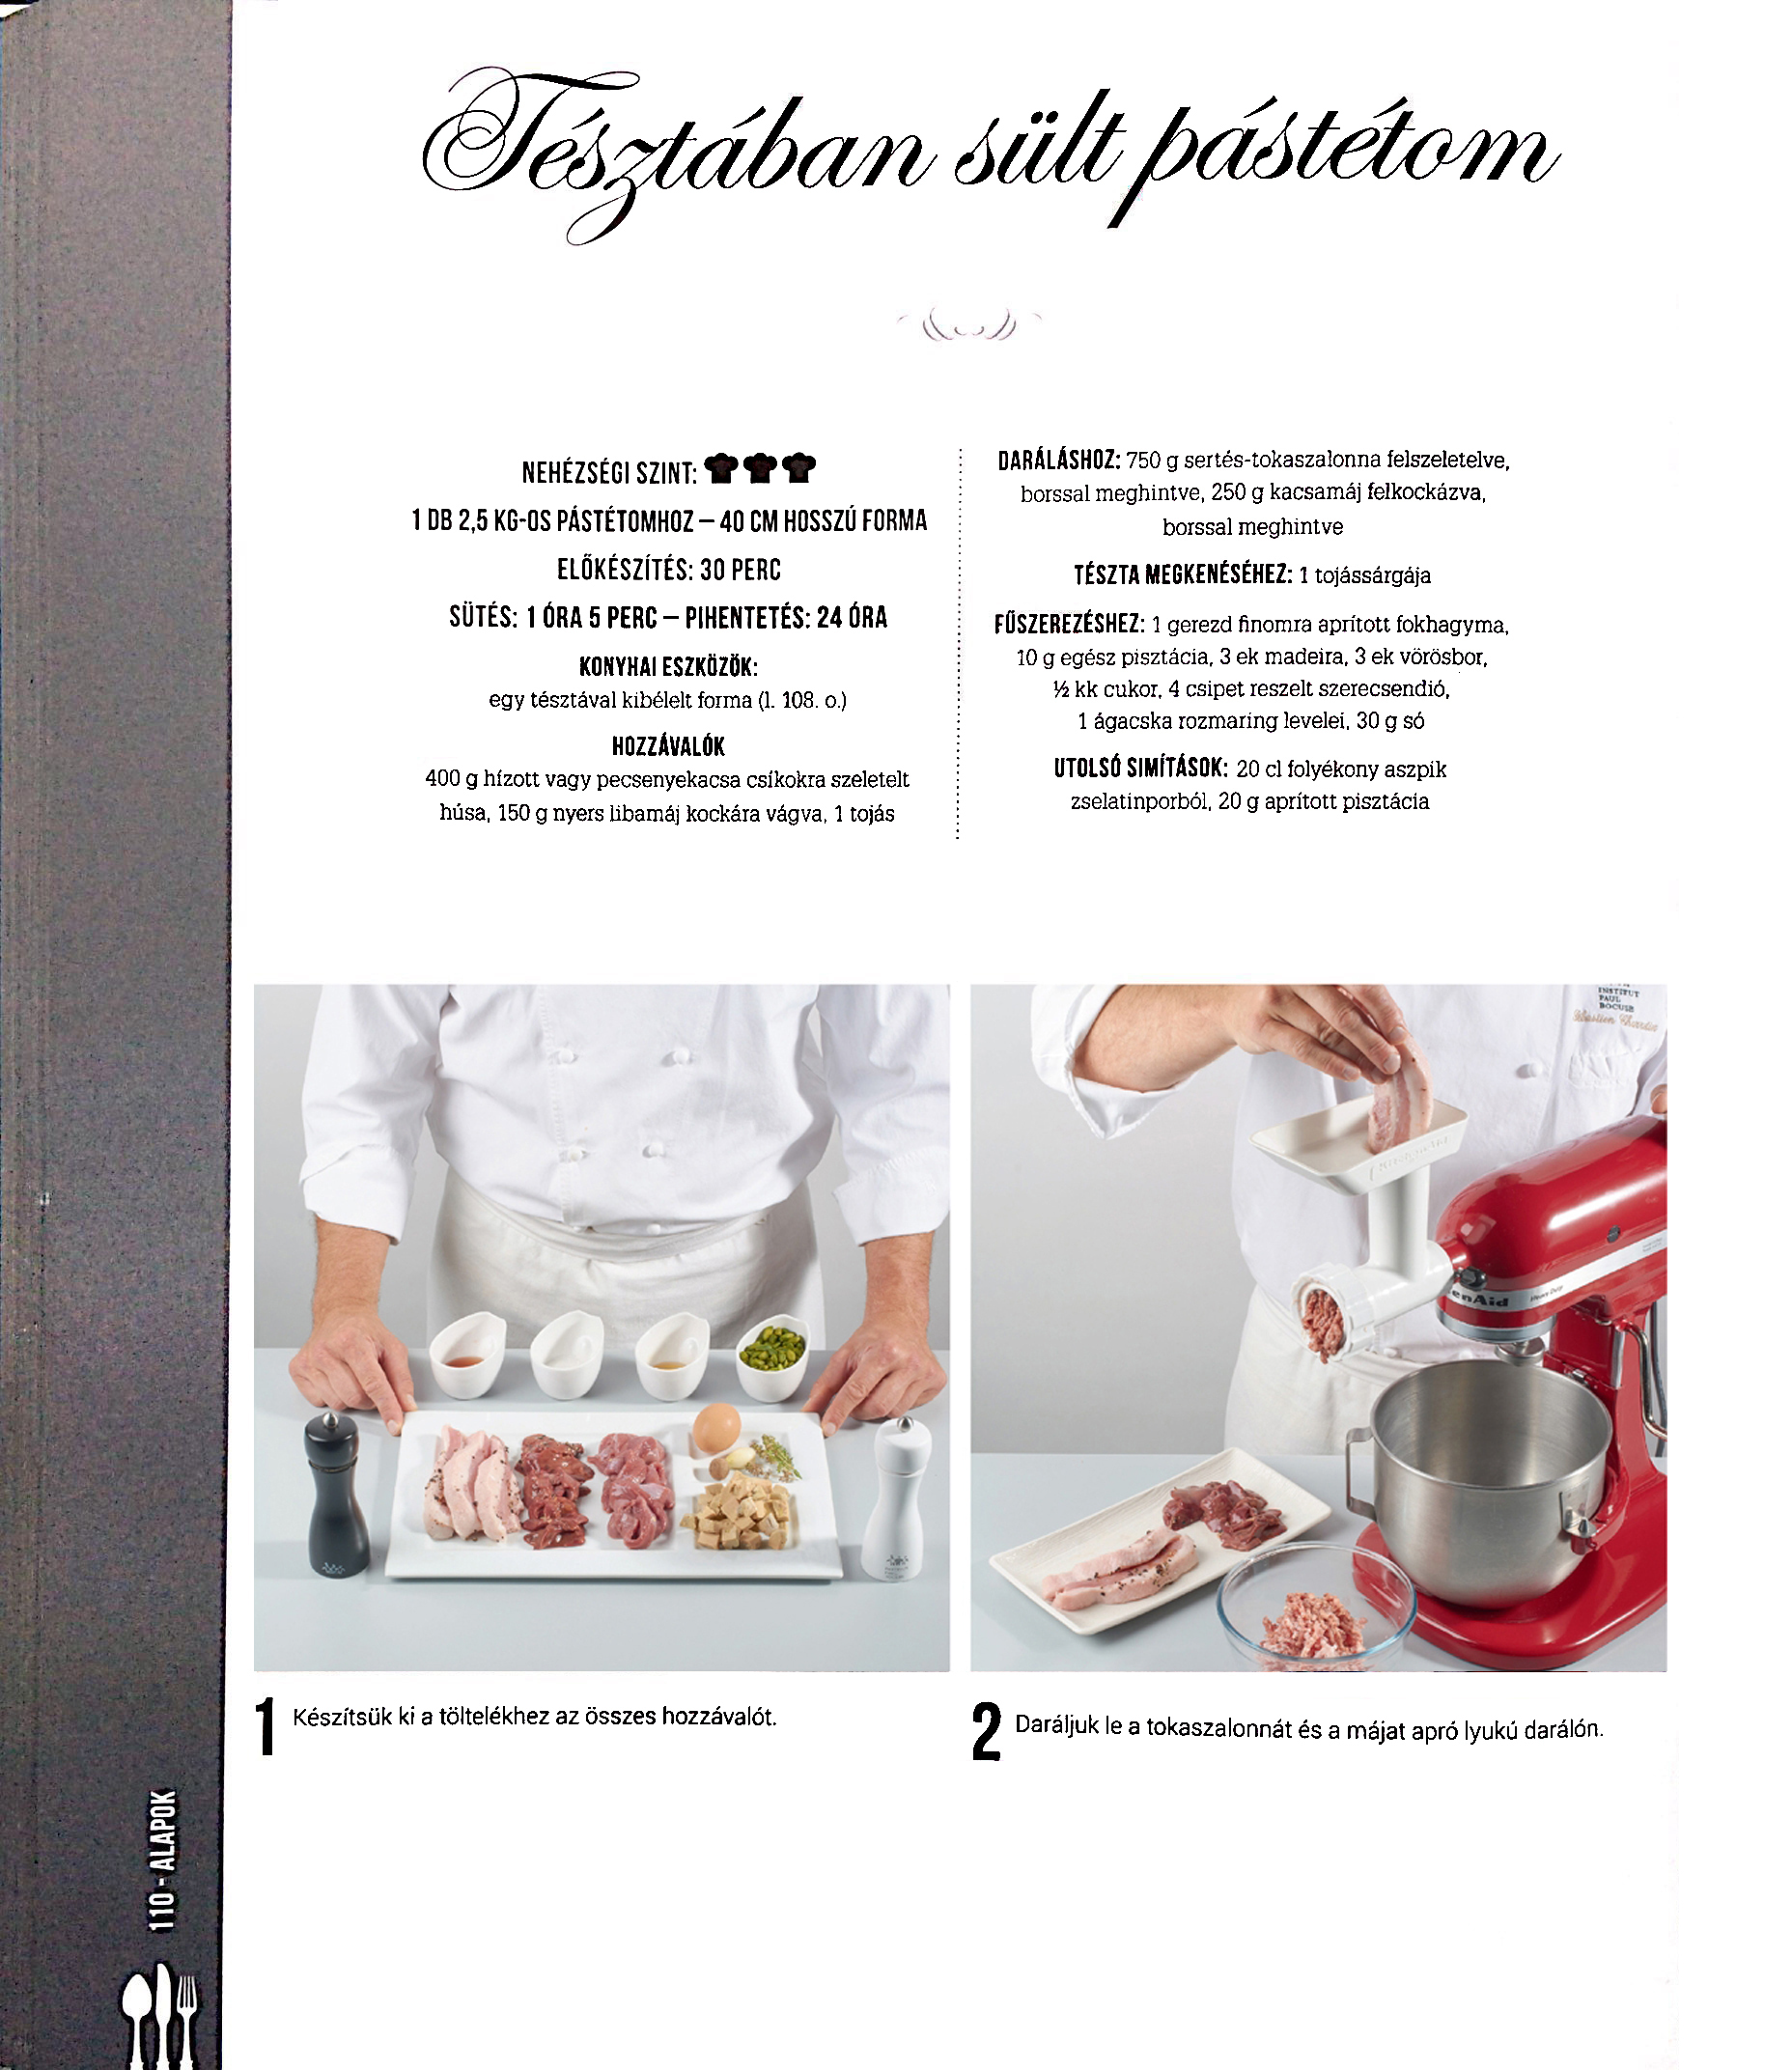 Tésztában sült pástétom
NEHÉZSÉGI SZINT:
1 DB 2,5 KG-OS PÁSTÉTOMHOZ – 40 CM HOSSZÚ FORMA
ELŐKÉSZÍTÉS: 30 PERC
SÜTÉS: 1 ÓRA 5 PERC – PIHENTETÉS: 24 ÓRA
KONYHAI ESZKÖZÖK:
egy tésztával kibélelt forma (l. 108. o.)
HOZZÁVALÓK
400 g hízott vagy pecsenyekacsa csíkokra szeletelt
húsa, 150 g nyers libamáj kockára vágva, 1 tojás
DARÁLÁSHOZ: 750 g sertés-tokaszalonna felszeletelve,
borssal meghintve, 250 g kacsamáj felkockázva,
borssal meghintve
TÉSZTA MEGKENÉSÉHEZ: 1 tojássárgája
FŰSZEREZÉSHEZ: 1 gerezd finomra aprított fokhagyma,
10 g egész pisztácia, 3 ek madeira, 3 ek vörösbor,
½ kk cukor, 4 csipet reszelt szerecsendió,
1 ágacska rozmaring levelei, 30 g só
UTOLSÓ SIMÍTÁSOK: 20 cl folyékony aszpik
zselatinporból, 20 g aprított pisztácia
INSTITUT
PAUL
BOCUSE
enAid
1 Készítsük ki a töltelékhez az összes hozzávalót.
2 Daráljuk le a tokaszalonnát és a májat apró lyukú darálón.
110 - ALAPOK